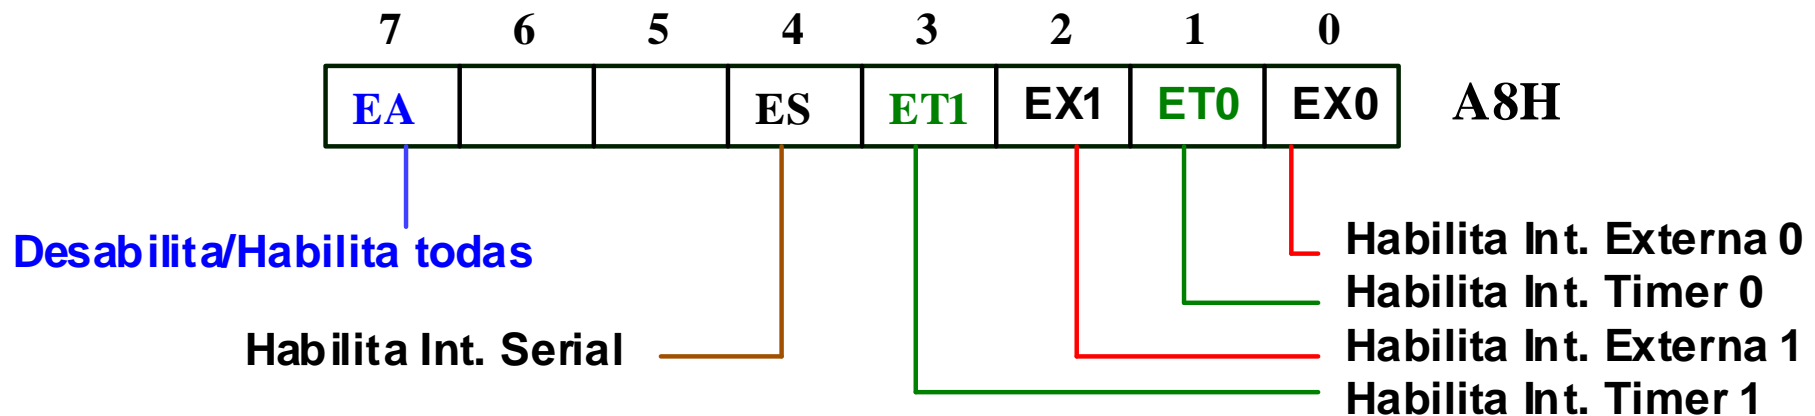 7 6 5 4 3 2 1 0
EA ES ET1 EX1 ET0 EX0 A8H
Desabilita/Habilita todas
Habilita Int. Externa 0
Habilita Int. Timer 0
Habilita Int. Serial
Habilita Int. Externa 1
Habilita Int. Timer 1